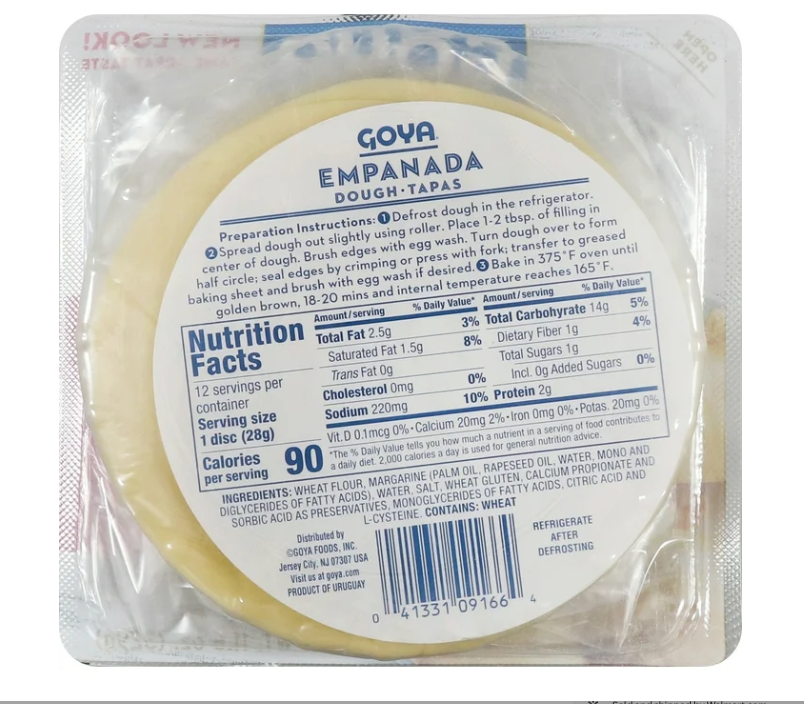 NEW LOOK!
OPEN
HERE
GOYA
EMPANADA
DOUGH·TAPAS
Preparation Instructions: ❶ Defrost dough in the refrigerator.
❷ Spread dough out slightly using roller. Place 1-2 tbsp. of filling in
center of dough. Brush edges with egg wash. Turn dough over to form
half circle; seal edges by crimping or press with fork; transfer to greased
baking sheet and brush with egg wash if desired. ❸ Bake in 375°F oven until
golden brown, 18-20 mins and internal temperature reaches 165°F.
Nutrition
Facts
12 servings per
container
Serving size
1 disc (28g)
Calories
per serving 90
Amount/serving % Daily Value*
Total Fat 2.5g 3%
Saturated Fat 1.5g 8%
Trans Fat 0g
Cholesterol 0mg 0%
Sodium 220mg 10%
Amount/serving % Daily Value*
Total Carbohyrate 14g 5%
Dietary Fiber 1g 4%
Total Sugars 1g
Incl. 0g Added Sugars 0%
Protein 2g
Vit. D 0.1mcg 0% · Calcium 20mg 2% · Iron 0mg 0% · Potas. 20mg 0%
*The % Daily Value tells you how much a nutrient in a serving of food contributes to
a daily diet. 2,000 calories a day is used for general nutrition advice.
INGREDIENTS: WHEAT FLOUR, MARGARINE (PALM OIL, RAPESEED OIL, WATER, MONO AND
DIGLYCERIDES OF FATTY ACIDS), WATER, SALT, WHEAT GLUTEN, CALCIUM PROPIONATE AND
SORBIC ACID AS PRESERVATIVES, MONOGLYCERIDES OF FATTY ACIDS, CITRIC ACID AND
L-CYSTEINE. CONTAINS: WHEAT
Distributed by
©GOYA FOODS, INC.
Jersey City, NJ 07307 USA
Visit us at goya.com
PRODUCT OF URUGUAY
0 41331 09166 4
REFRIGERATE
AFTER
DEFROSTING